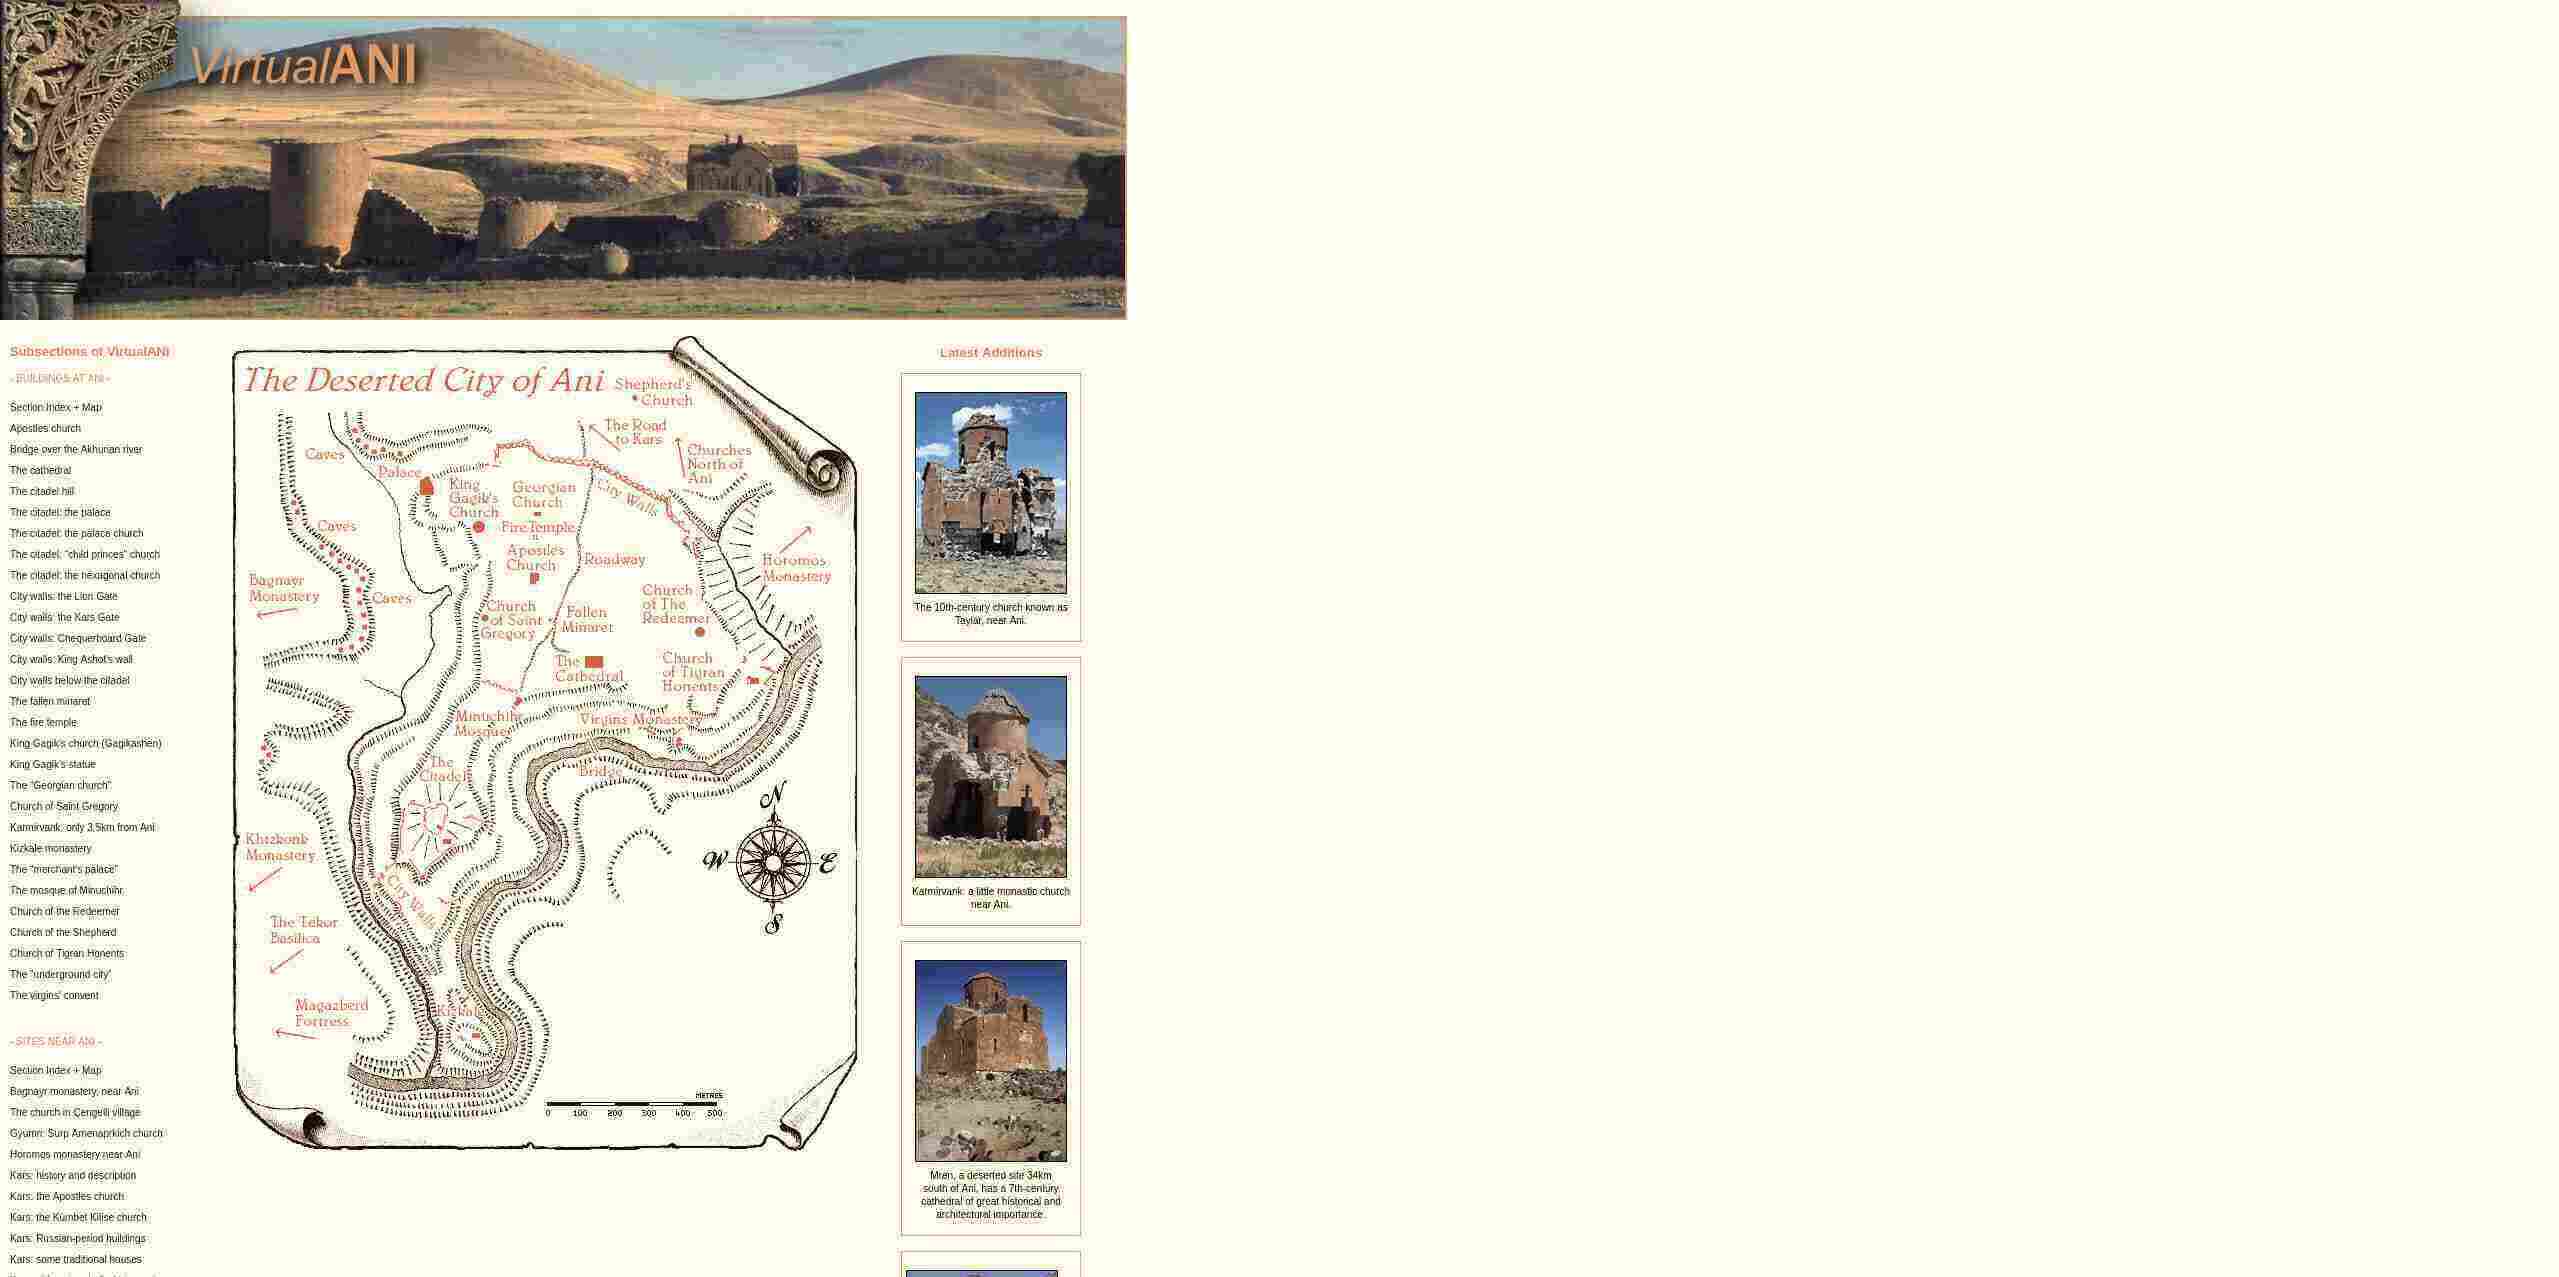 VirtualANI
Subsections of VirtualANI
- BUILDINGS AT ANI -
Section Index + Map
Apostles church
Bridge over the Akhurian river
The cathedral
The citadel hill
The citadel: the palace
The citadel: the palace church
The citadel: "child princes" church
The citadel: the hexagonal church
City walls: the Lion Gate
City walls: the Kars Gate
City walls: Chequerboard Gate
City walls: King Ashot's wall
City walls below the citadel
The fallen minaret
The fire temple
King Gagik's church (Gagikashen)
King Gagik's statue
The "Georgian church"
Church of Saint Gregory
Karmirvank: only 3.5km from Ani
Kizkale monastery
The "merchant's palace"
The mosque of Minuchihr
Church of the Redeemer
Church of the Shepherd
Church of Tigran Honents
The "underground city"
The virgins' convent
- SITES NEAR ANI -
Section Index + Map
Bagnayr monastery, near Ani
The church in Çengelli village
Gyumri: Surp Amenaprkich church
Horomos monastery near Ani
Kars: history and description
Kars: the Apostles church
Kars: the Kümbet Kilise church
Kars: Russian-period buildings
Kars: some traditional houses
The Deserted City of Ani
Shepherd's
Church
The Road
to Kars
Churches
North of
Ani
Caves
Palace
King
Gagik's
Church
Georgian
Church
City Walls
Fire Temple
Caves
Apostles
Church
Roadway
Horomos
Monastery
Bagnayr
Monastery
Caves
Church
of The
Redeemer
Church
of Saint
Gregory
Fallen
Minaret
The
Cathedral
Church
of Tigran
Honents
Minuchihr
Mosque
Virgins Monastery
The
Citadel
Bridge
N
W
E
S
Khtzkonk
Monastery
City Walls
The Tekor
Basilica
Magazberd
Fortress
Kizkale
METRES
0 100 200 300 400 500
Latest Additions
The 10th-century church known as
Taylar, near Ani.
Karmirvank: a little monastic church
near Ani.
Mren, a deserted site 34km
south of Ani, has a 7th-century
cathedral of great historical and
architectural importance.